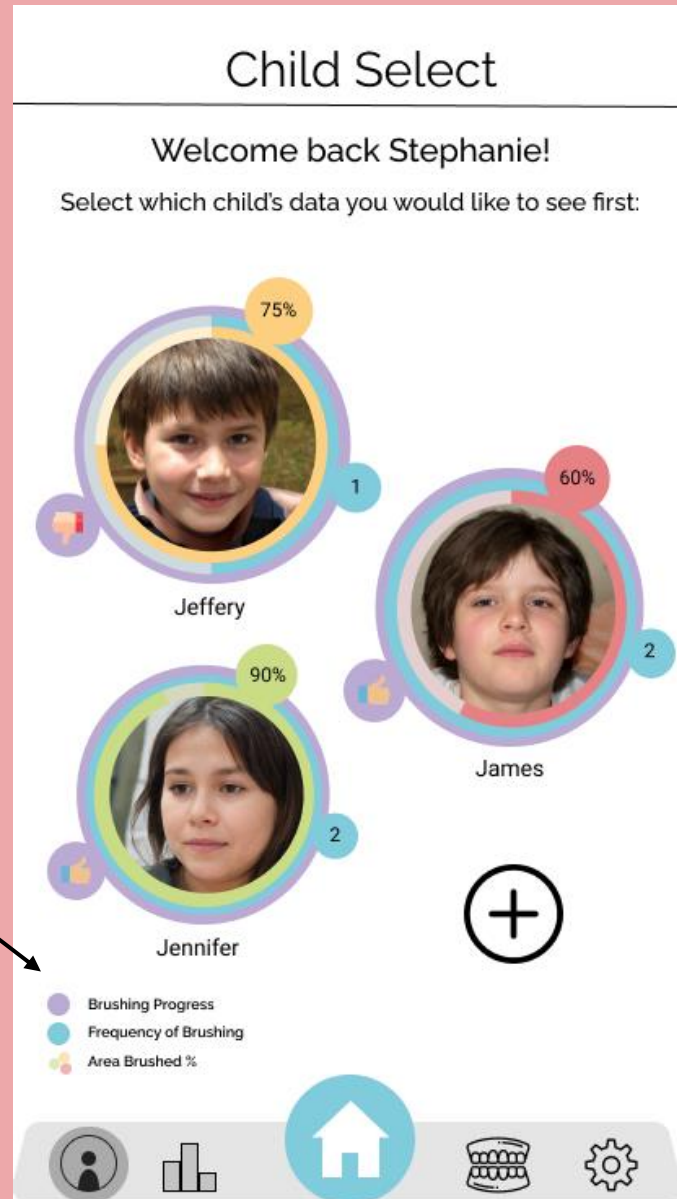 Child Select
Welcome back Stephanie!
Select which child's data you would like to see first:
75%
1
Jeffery
60%
2
James
90%
2
Jennifer
Brushing Progress
Frequency of Brushing
Area Brushed %